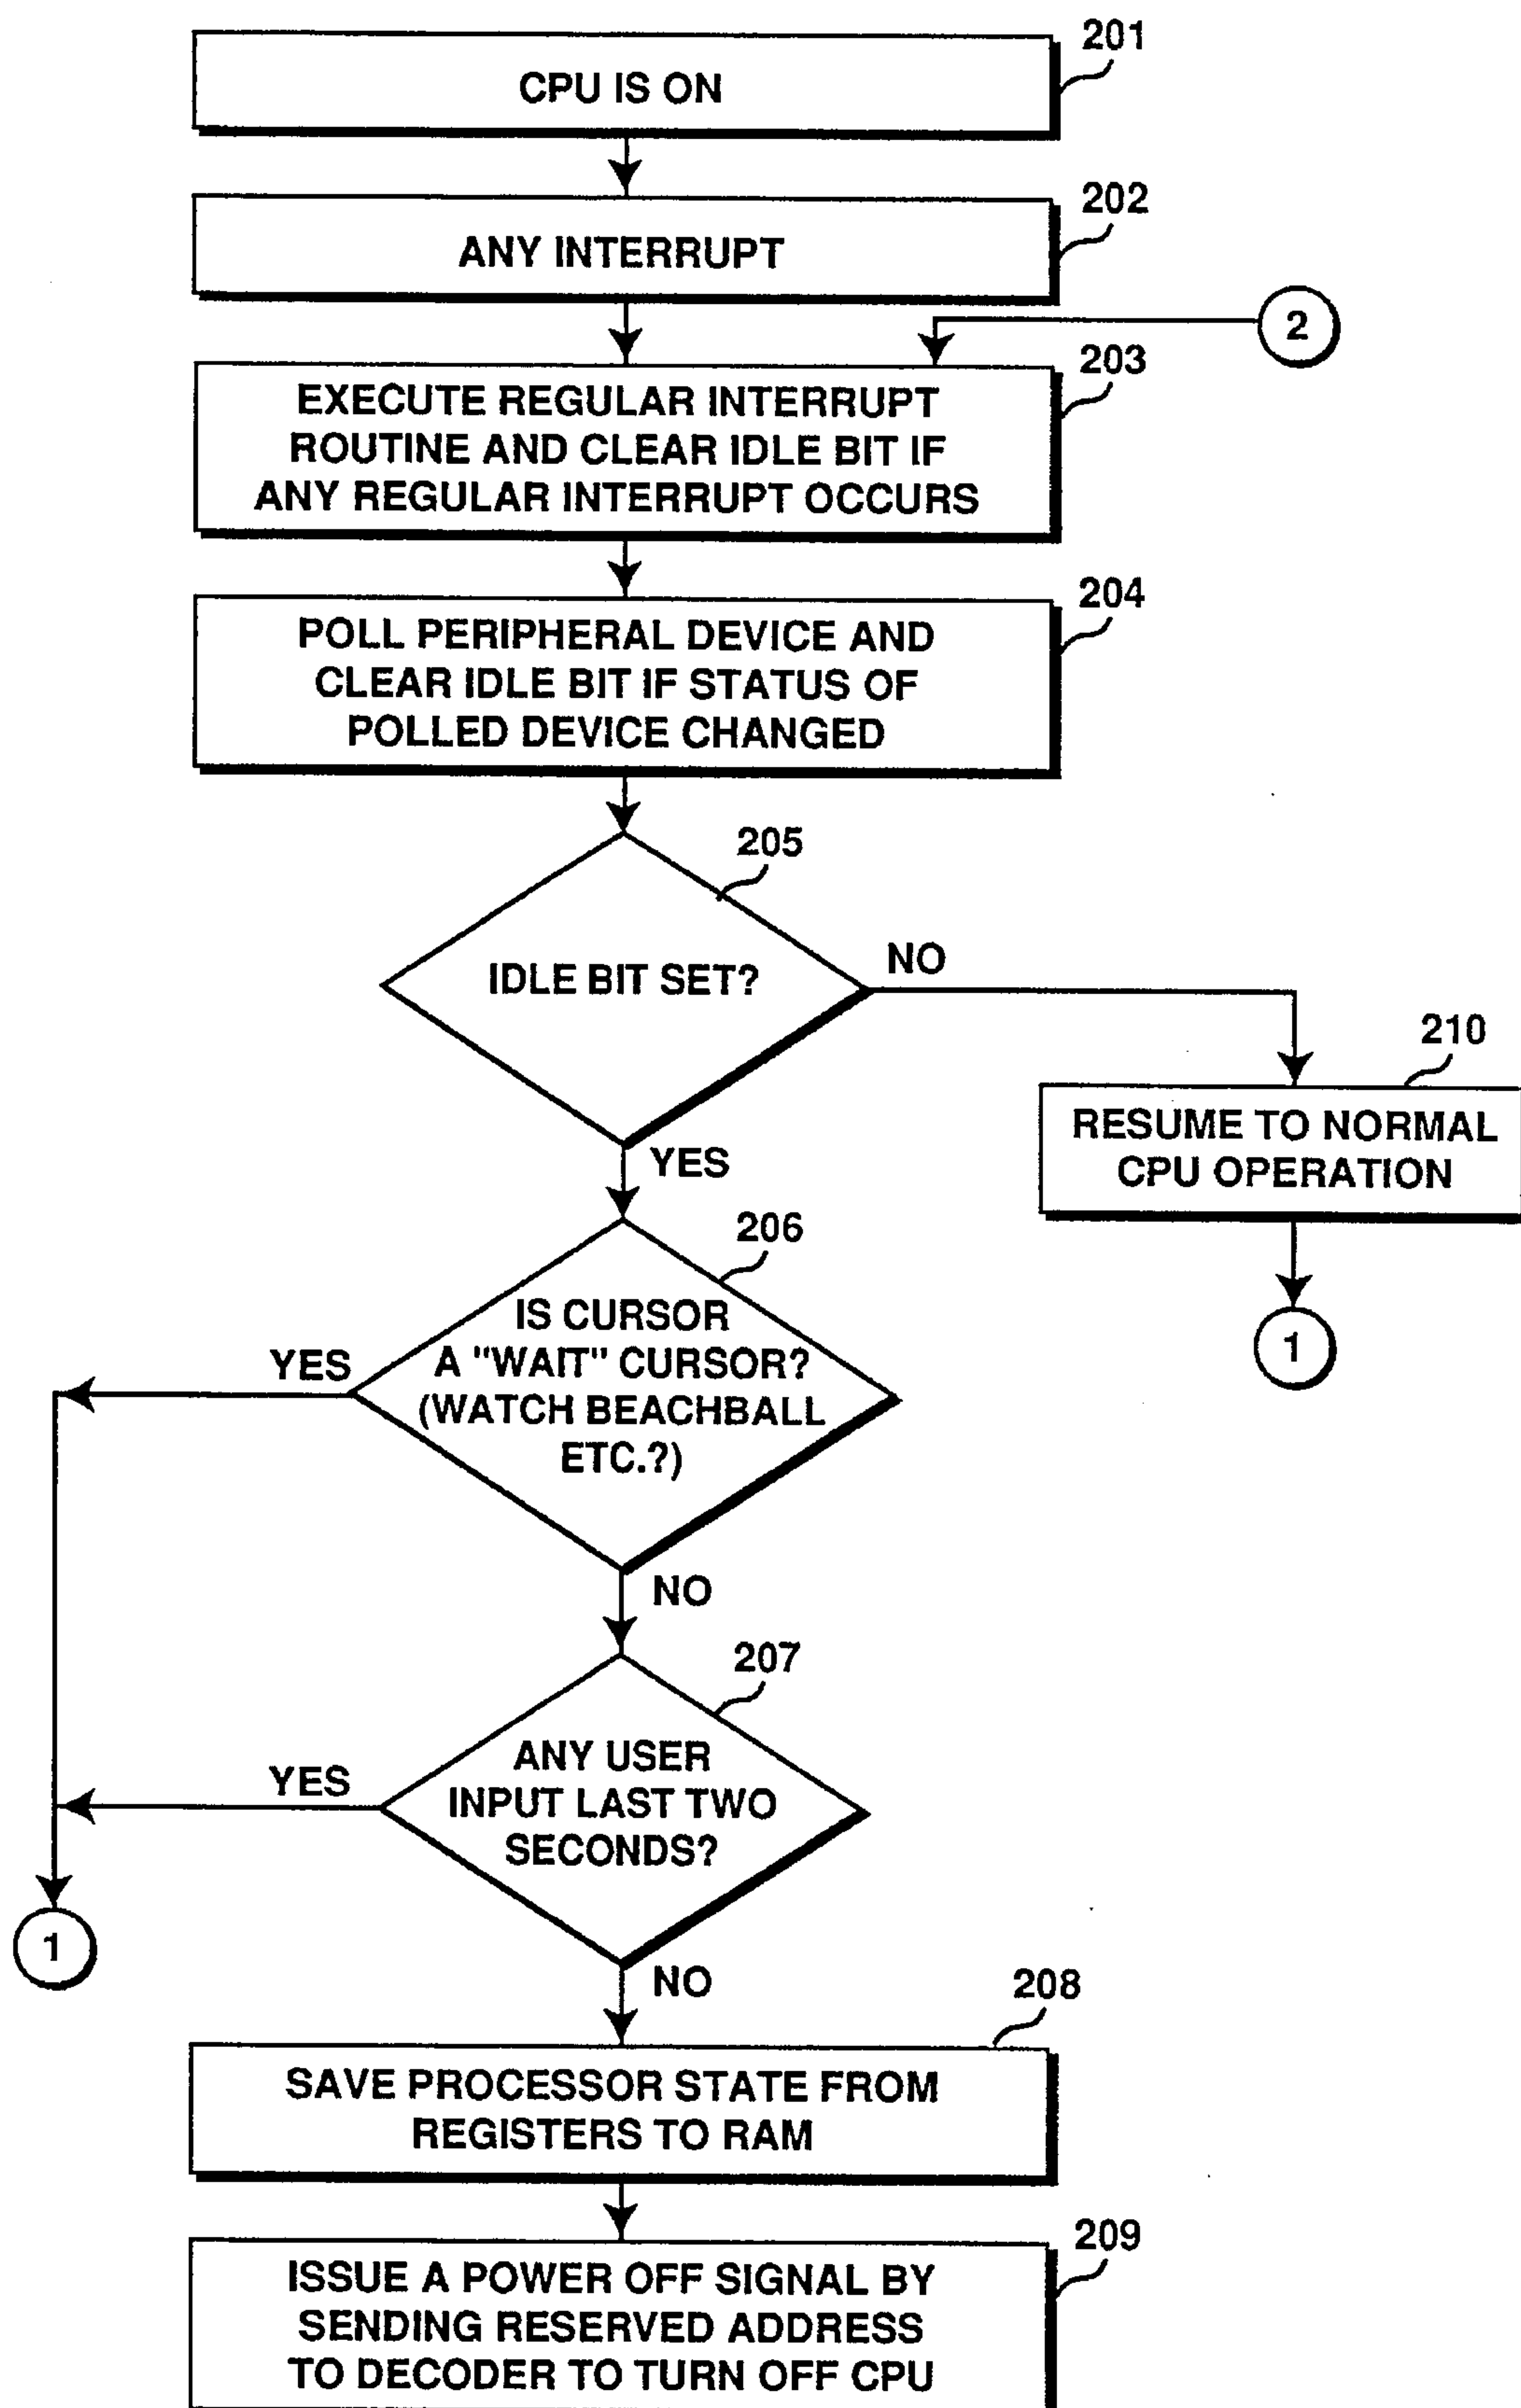 201
CPU IS ON
202
ANY INTERRUPT
2
203
EXECUTE REGULAR INTERRUPT
ROUTINE AND CLEAR IDLE BIT IF
ANY REGULAR INTERRUPT OCCURS
204
POLL PERIPHERAL DEVICE AND
CLEAR IDLE BIT IF STATUS OF
POLLED DEVICE CHANGED
205
IDLE BIT SET?
NO
210
RESUME TO NORMAL
CPU OPERATION
1
YES
206
IS CURSOR
A "WAIT" CURSOR?
(WATCH BEACHBALL
ETC.?)
YES
NO
207
ANY USER
INPUT LAST TWO
SECONDS?
YES
1
NO
208
SAVE PROCESSOR STATE FROM
REGISTERS TO RAM
209
ISSUE A POWER OFF SIGNAL BY
SENDING RESERVED ADDRESS
TO DECODER TO TURN OFF CPU